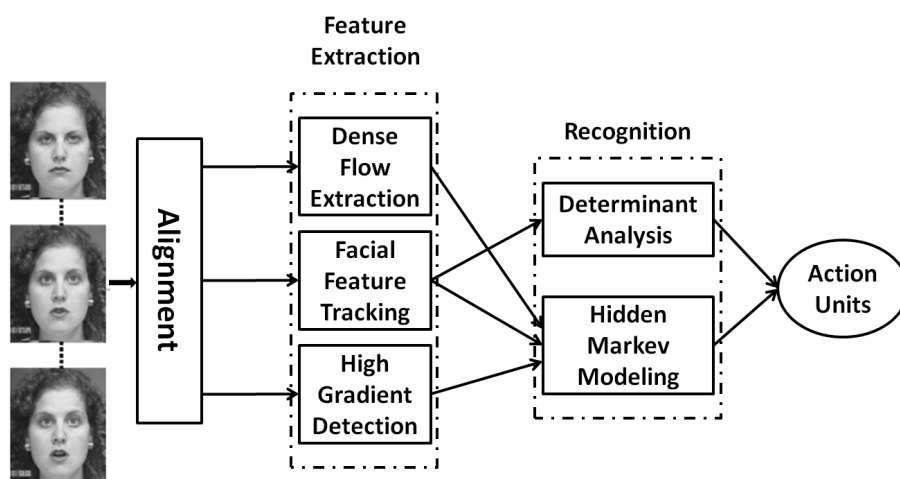 Feature
Extraction
Alignment
Dense
Flow
Extraction
Facial
Feature
Tracking
High
Gradient
Detection
Recognition
Determinant
Analysis
Hidden
Markev
Modeling
Action
Units